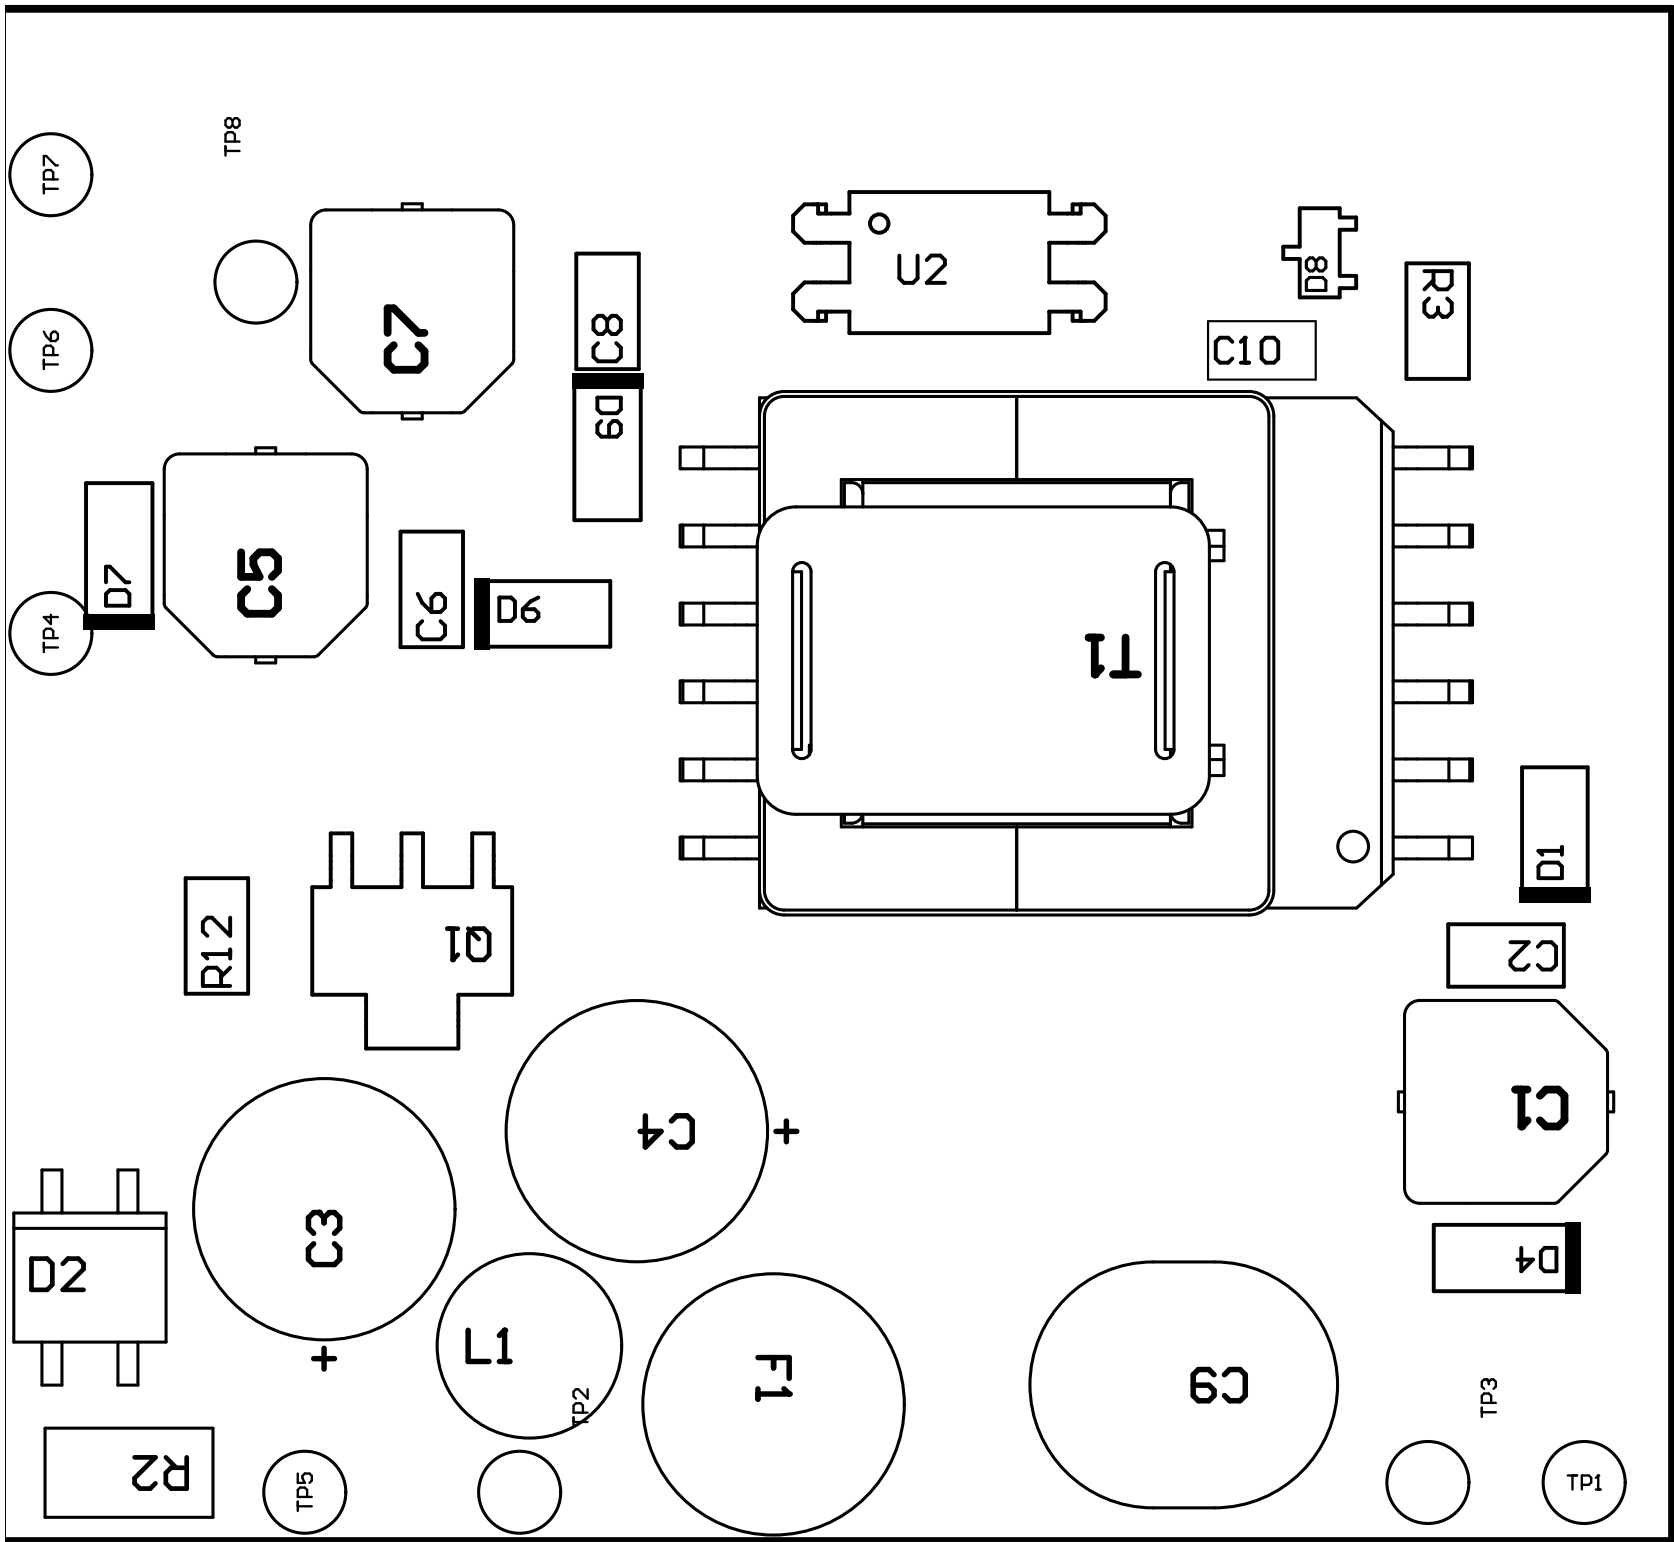 TP8
TP7
U2
D8
R3
C7
C8
TP6
C10
D9
D7
C5
C6
D6
TP4
T1
D1
R12
Q1
C2
C1
C4
+
C3
D4
D2
L1
+
F1
C9
TP2
TP3
R2
TP5
TP1